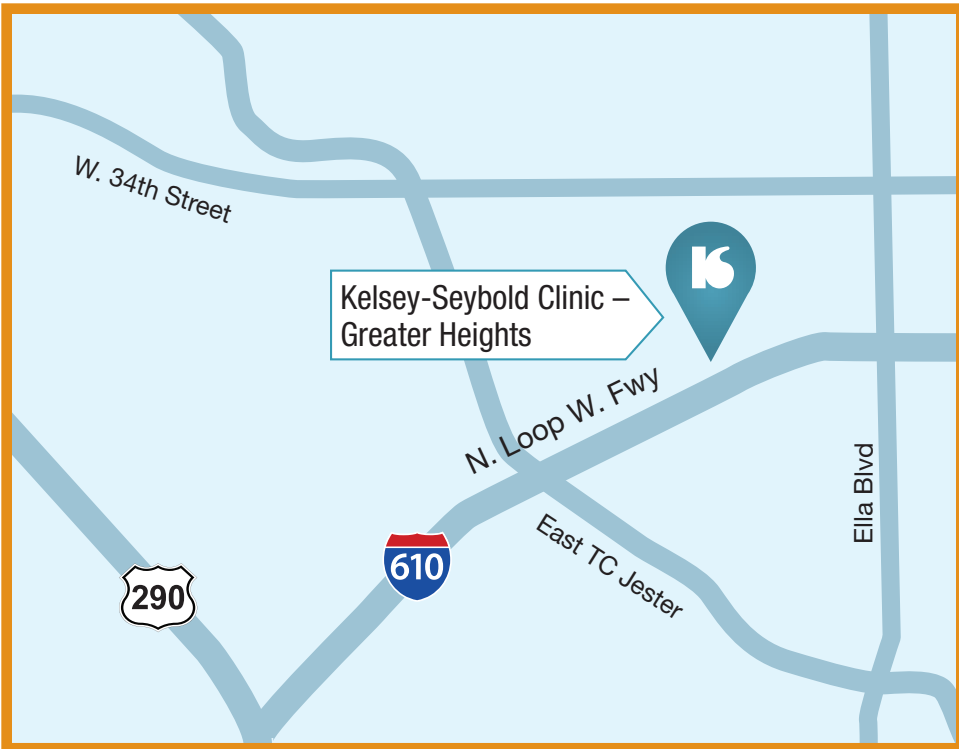 W. 34th Street
Kelsey-Seybold Clinic –
Greater Heights
N. Loop W. Fwy
Ella Blvd
East TC Jester
610
290